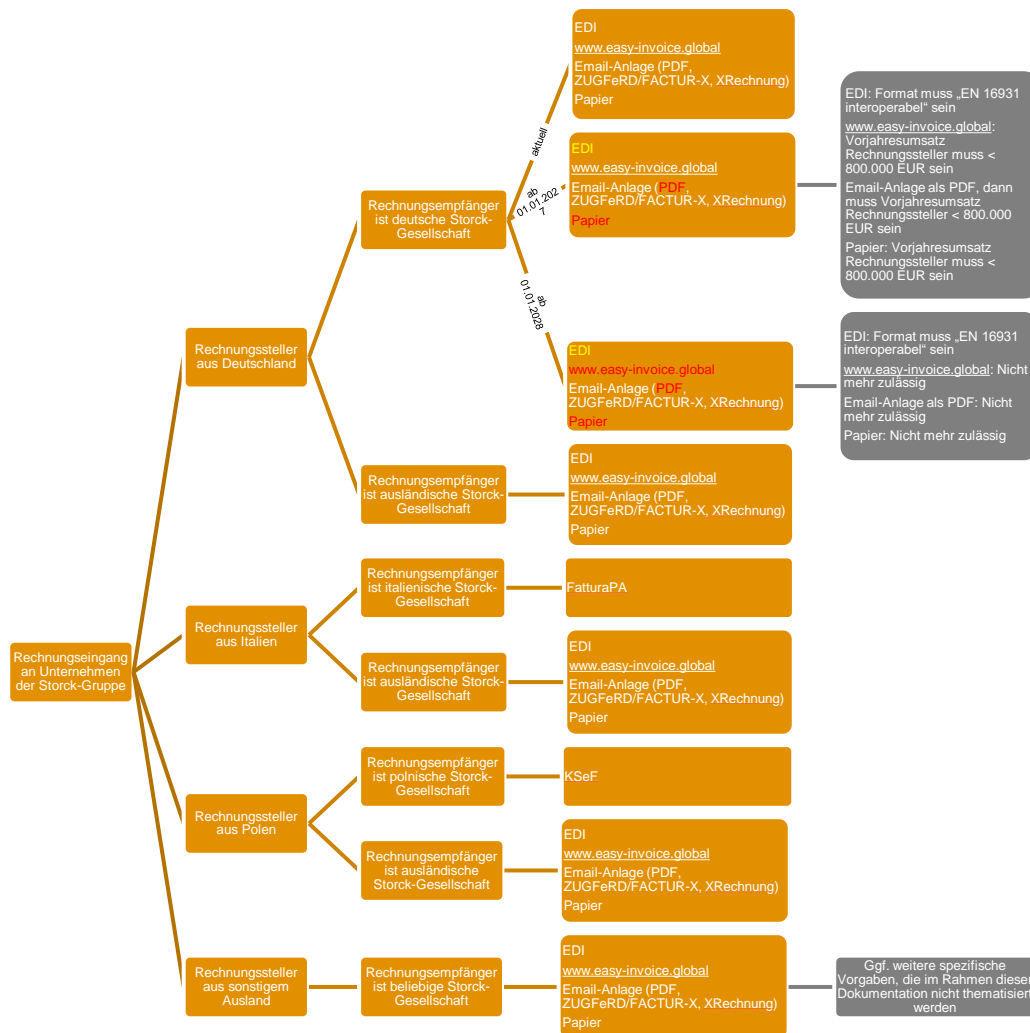 Rechnungseingang
an Unternehmen
der Storck-Gruppe
Rechnungssteller
aus Deutschland
Rechnungsempfänger
ist deutsche Storck-
Gesellschaft
aktuell
EDI
www.easy-invoice.global
Email-Anlage (PDF,
ZUGFeRD/FACTUR-X, XRechnung)
Papier
ab
01.01.202
7
EDI
www.easy-invoice.global
Email-Anlage (PDF,
ZUGFeRD/FACTUR-X, XRechnung)
Papier
EDI: Format muss „EN 16931
interoperabel“ sein
www.easy-invoice.global:
Vorjahresumsatz
Rechnungssteller muss <
800.000 EUR sein
Email-Anlage als PDF, dann
muss Vorjahresumsatz
Rechnungssteller < 800.000
EUR sein
Papier: Vorjahresumsatz
Rechnungssteller muss <
800.000 EUR sein
ab
01.01.2028
EDI
www.easy-invoice.global
Email-Anlage (PDF,
ZUGFeRD/FACTUR-X, XRechnung)
Papier
EDI: Format muss „EN 16931
interoperabel“ sein
www.easy-invoice.global: Nicht
mehr zulässig
Email-Anlage als PDF: Nicht
mehr zulässig
Papier: Nicht mehr zulässig
Rechnungsempfänger
ist ausländische Storck-
Gesellschaft
EDI
www.easy-invoice.global
Email-Anlage (PDF,
ZUGFeRD/FACTUR-X, XRechnung)
Papier
Rechnungssteller
aus Italien
Rechnungsempfänger
ist italienische Storck-
Gesellschaft
FatturaPA
Rechnungsempfänger
ist ausländische Storck-
Gesellschaft
EDI
www.easy-invoice.global
Email-Anlage (PDF,
ZUGFeRD/FACTUR-X, XRechnung)
Papier
Rechnungssteller
aus Polen
Rechnungsempfänger
ist polnische Storck-
Gesellschaft
KSeF
Rechnungsempfänger
ist ausländische
Storck-Gesellschaft
EDI
www.easy-invoice.global
Email-Anlage (PDF,
ZUGFeRD/FACTUR-X, XRechnung)
Papier
Rechnungssteller
aus sonstigem
Ausland
Rechnungsempfänger
ist beliebige Storck-
Gesellschaft
EDI
www.easy-invoice.global
Email-Anlage (PDF,
ZUGFeRD/FACTUR-X, XRechnung)
Papier
Ggf. weitere spezifische
Vorgaben, die im Rahmen dieser
Dokumentation nicht thematisiert
werden